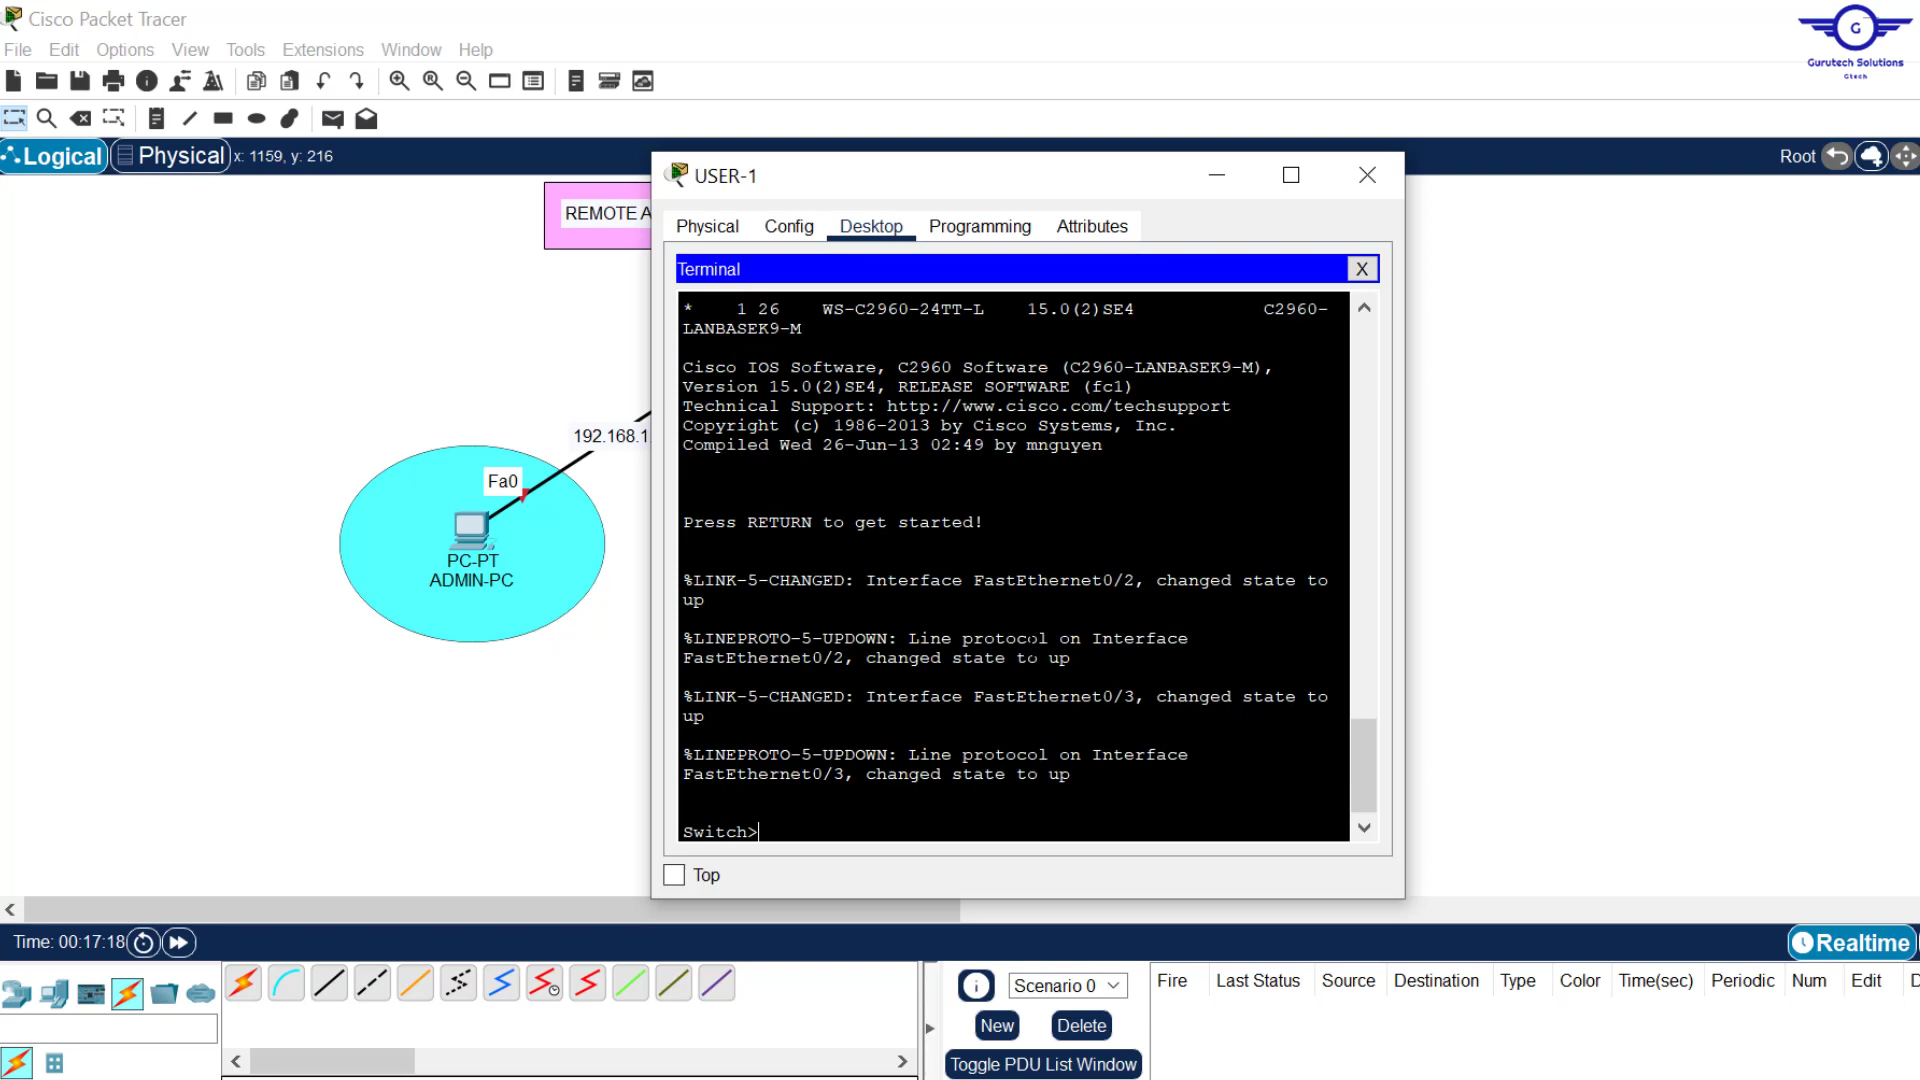 Cisco Packet Tracer
File Edit Options View Tools Extensions Window Help
G
Gurutech Solutions
Gtech
Logical Physical x: 1159, y: 216
Root
REMOTE A
192.168.1.
Fa0
PC-PT
ADMIN-PC
USER-1
Physical Config Desktop Programming Attributes
Terminal X
* 1 26 WS-C2960-24TT-L 15.0(2)SE4 C2960-
LANBASEK9-M
Cisco IOS Software, C2960 Software (C2960-LANBASEK9-M),
Version 15.0(2)SE4, RELEASE SOFTWARE (fc1)
Technical Support: http://www.cisco.com/techsupport
Copyright (c) 1986-2013 by Cisco Systems, Inc.
Compiled Wed 26-Jun-13 02:49 by mnguyen
Press RETURN to get started!
%LINK-5-CHANGED: Interface FastEthernet0/2, changed state to
up
%LINEPROTO-5-UPDOWN: Line protocol on Interface
FastEthernet0/2, changed state to up
%LINK-5-CHANGED: Interface FastEthernet0/3, changed state to
up
%LINEPROTO-5-UPDOWN: Line protocol on Interface
FastEthernet0/3, changed state to up
Switch>
Top
Time: 00:17:18
Realtime
Scenario 0
New Delete
Toggle PDU List Window
Fire Last Status Source Destination Type Color Time(sec) Periodic Num Edit D